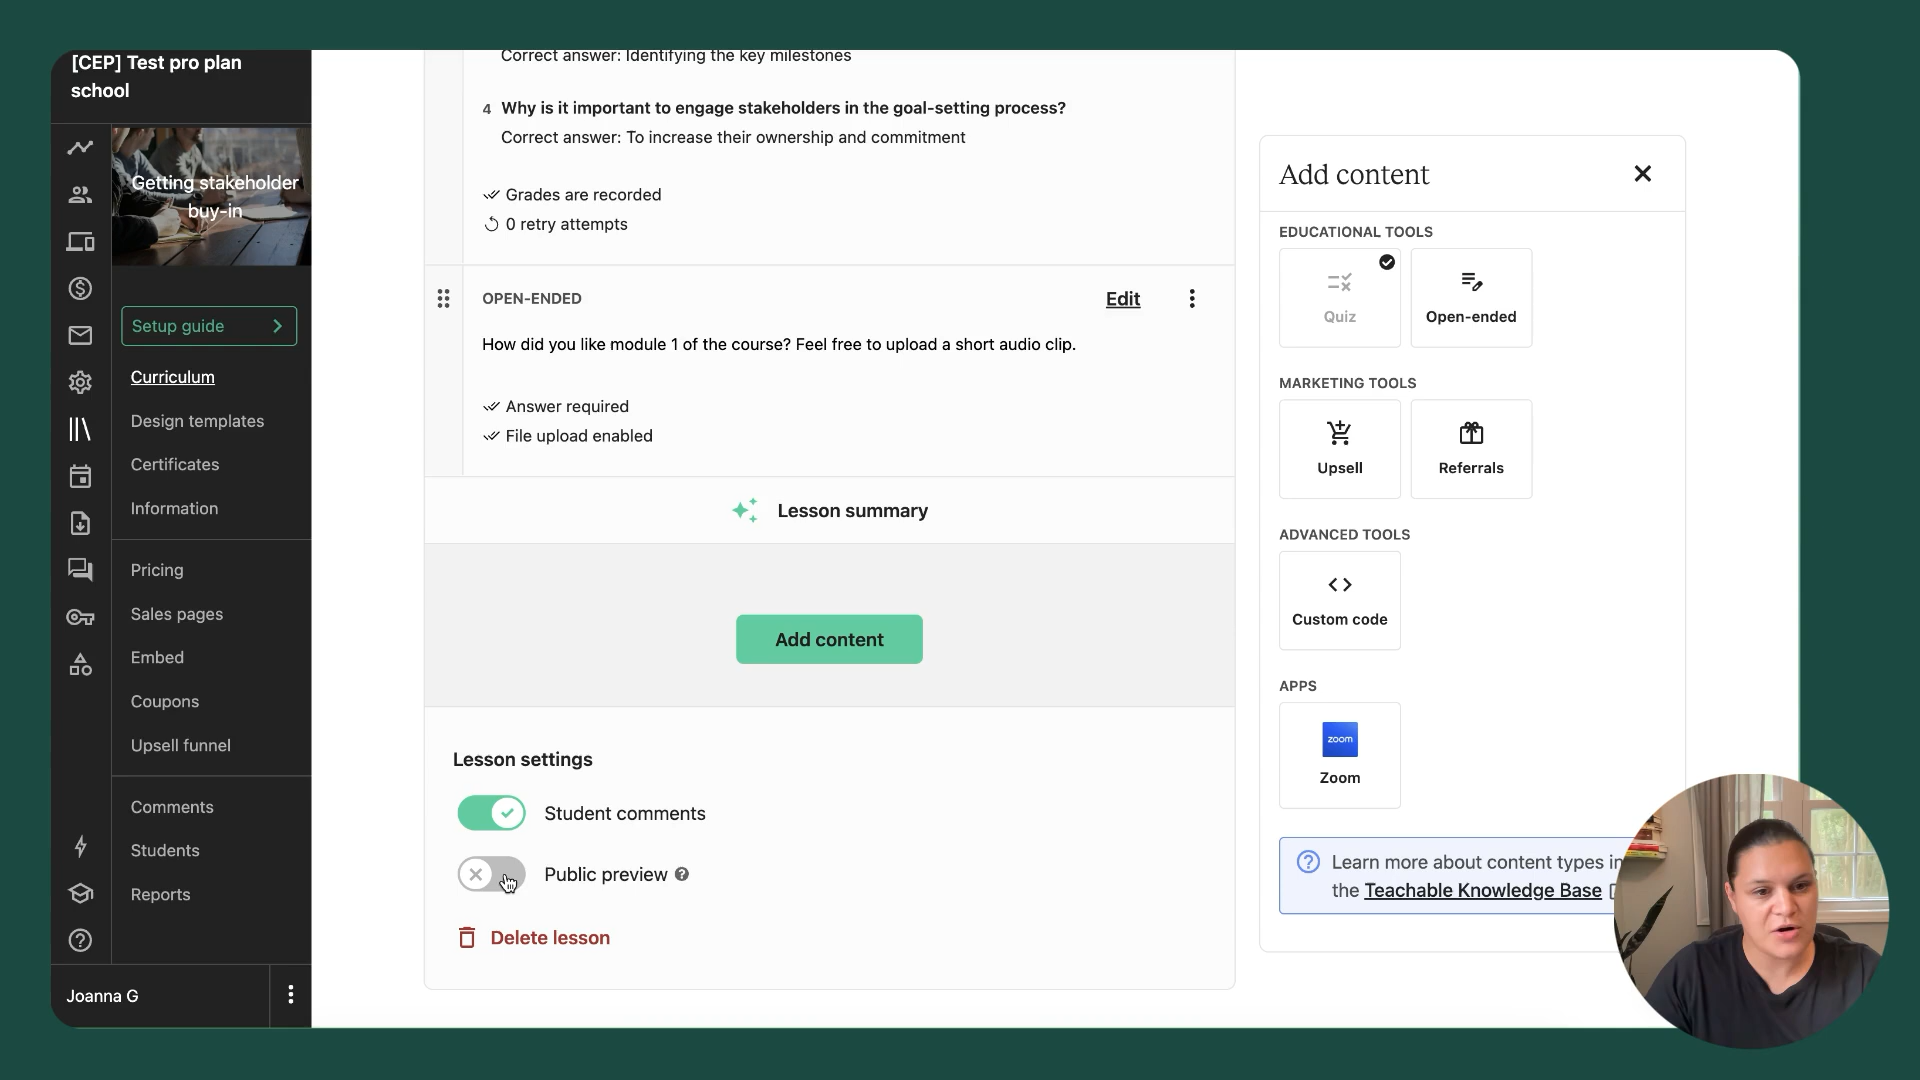 [CEP] Test pro plan
school
Getting stakeholder
buy-in
Setup guide
Curriculum
Design templates
Certificates
Information
Pricing
Sales pages
Embed
Coupons
Upsell funnel
Comments
Students
Reports
Joanna G
Correct answer: Identifying the key milestones
4 Why is it important to engage stakeholders in the goal-setting process?
Correct answer: To increase their ownership and commitment
Grades are recorded
0 retry attempts
OPEN-ENDED
Edit
How did you like module 1 of the course? Feel free to upload a short audio clip.
Answer required
File upload enabled
Lesson summary
Add content
Lesson settings
Student comments
Public preview
Delete lesson
Add content
EDUCATIONAL TOOLS
Quiz
Open-ended
MARKETING TOOLS
Upsell
Referrals
ADVANCED TOOLS
Custom code
APPS
zoom
Zoom
Learn more about content types in
the Teachable Knowledge Base